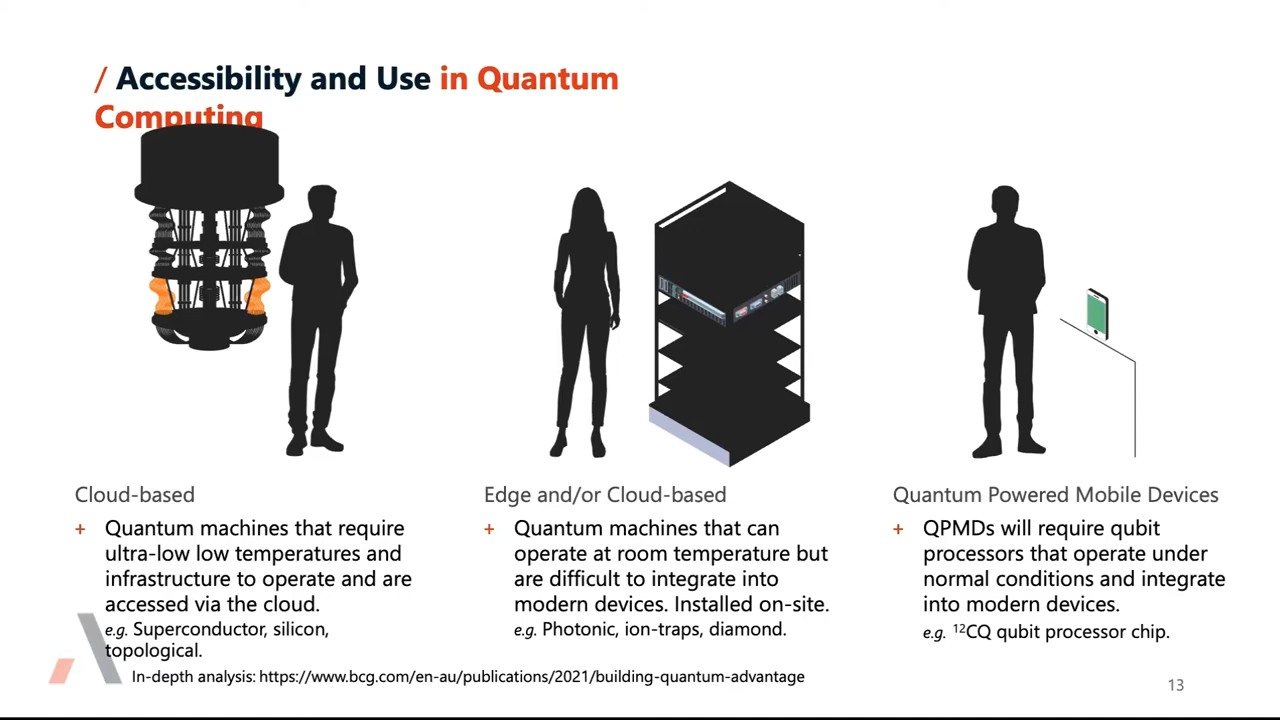 / Accessibility and Use in Quantum
Computing
Cloud-based
+ Quantum machines that require
ultra-low low temperatures and
infrastructure to operate and are
accessed via the cloud.
e.g. Superconductor, silicon,
topological.
Edge and/or Cloud-based
+ Quantum machines that can
operate at room temperature but
are difficult to integrate into
modern devices. Installed on-site.
e.g. Photonic, ion-traps, diamond.
Quantum Powered Mobile Devices
+ QPMDs will require qubit
processors that operate under
normal conditions and integrate
into modern devices.
e.g. ¹²CQ qubit processor chip.
In-depth analysis: https://www.bcg.com/en-au/publications/2021/building-quantum-advantage
13